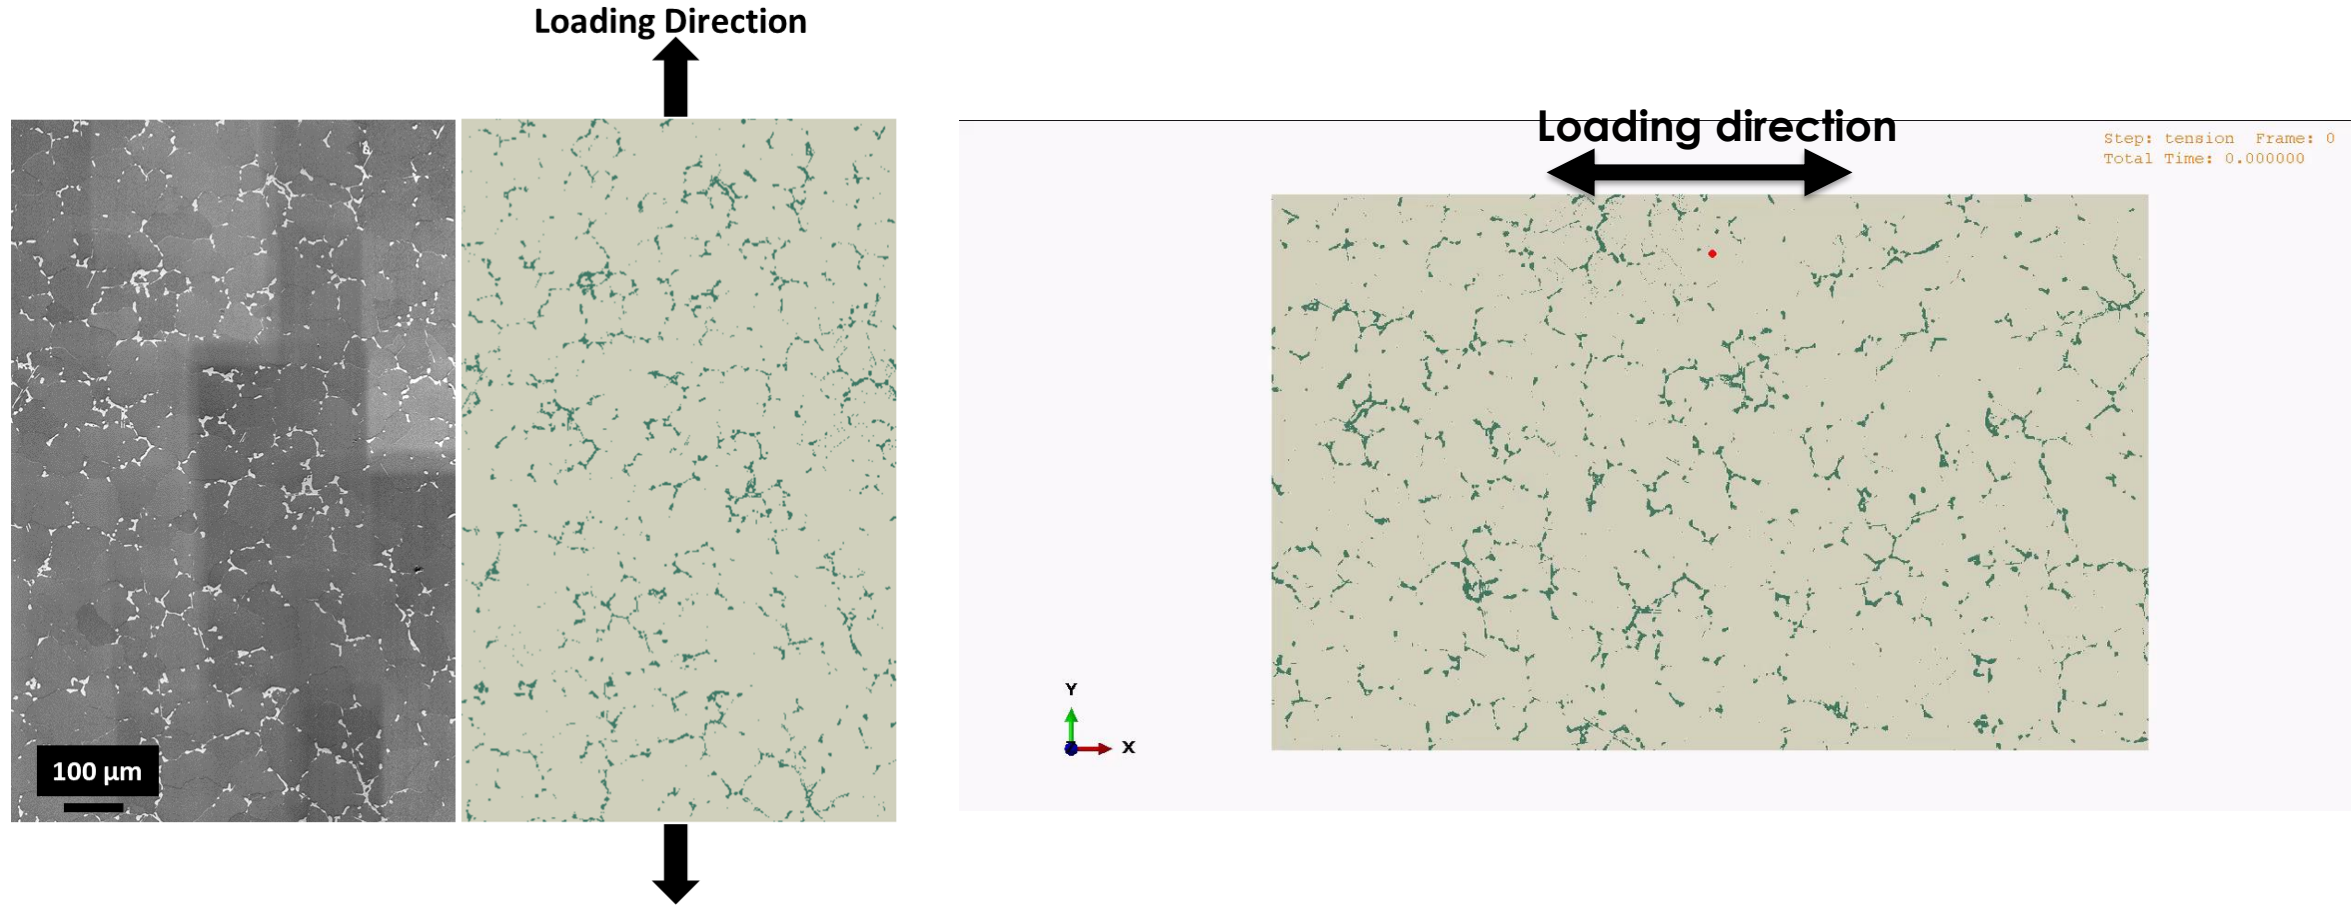 Loading Direction
100 µm
Loading direction
Step: tension Frame: 0
Total Time: 0.000000
Y
X